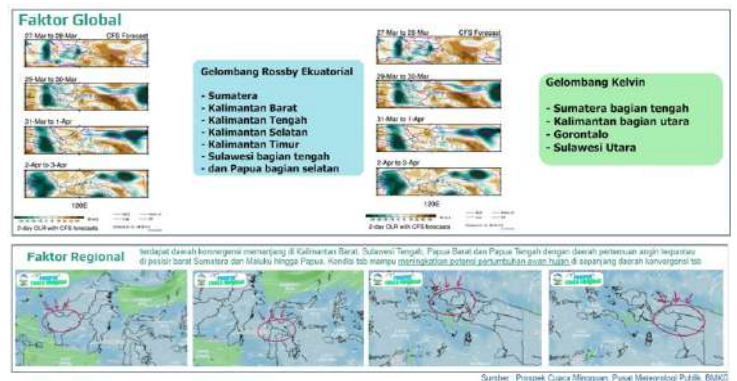 Faktor Global
27-Mar to 28-Mar CFS Forecast
29-Mar to 30-Mar
31-Mar to 1-Apr
2-Apr to 3-Apr
120E
2-day OLR with CFS forecasts
Gelombang Rossby Ekuatorial
- Sumatera
- Kalimantan Barat
- Kalimantan Tengah
- Kalimantan Selatan
- Kalimantan Timur
- Sulawesi bagian tengah
- dan Papua bagian selatan
27-Mar to 28-Mar CFS Forecast
29-Mar to 30-Mar
31-Mar to 1-Apr
2-Apr to 3-Apr
120E
2-day OLR with CFS forecasts
Gelombang Kelvin
- Sumatera bagian tengah
- Kalimantan bagian utara
- Gorontalo
- Sulawesi Utara
Faktor Regional
terdapat daerah konvergensi memanjang di Kalimantan Barat, Sulawesi Tengah, Papua Barat dan Papua Tengah dengan daerah pertemuan angin terpantau
di pesisir barat Sumatera dan Maluku hingga Papua. Kondisi tsb mampu meningkatkan potensi pertumbuhan awan hujan di sepanjang daerah konvergensi tsb
Sumber : Prospek Cuaca Mingguan, Pusat Meteorologi Publik, BMKG